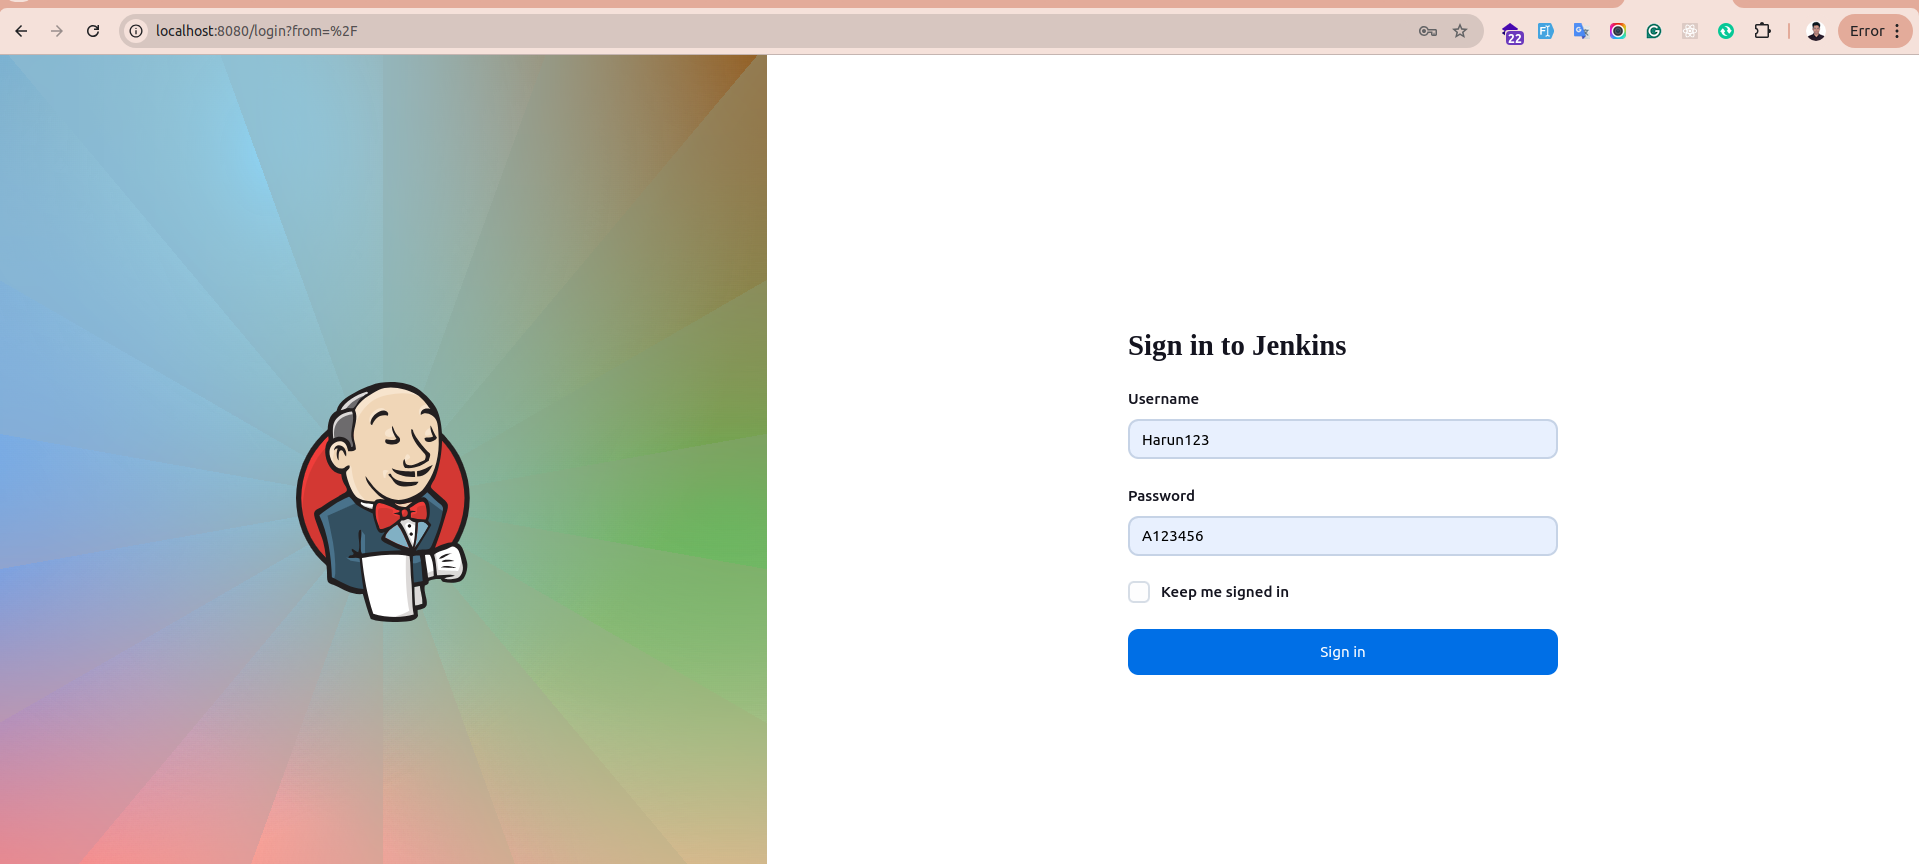 localhost:8080/login?from=%2F
22
Error
Sign in to Jenkins
Username
Harun123
Password
A123456
Keep me signed in
Sign in